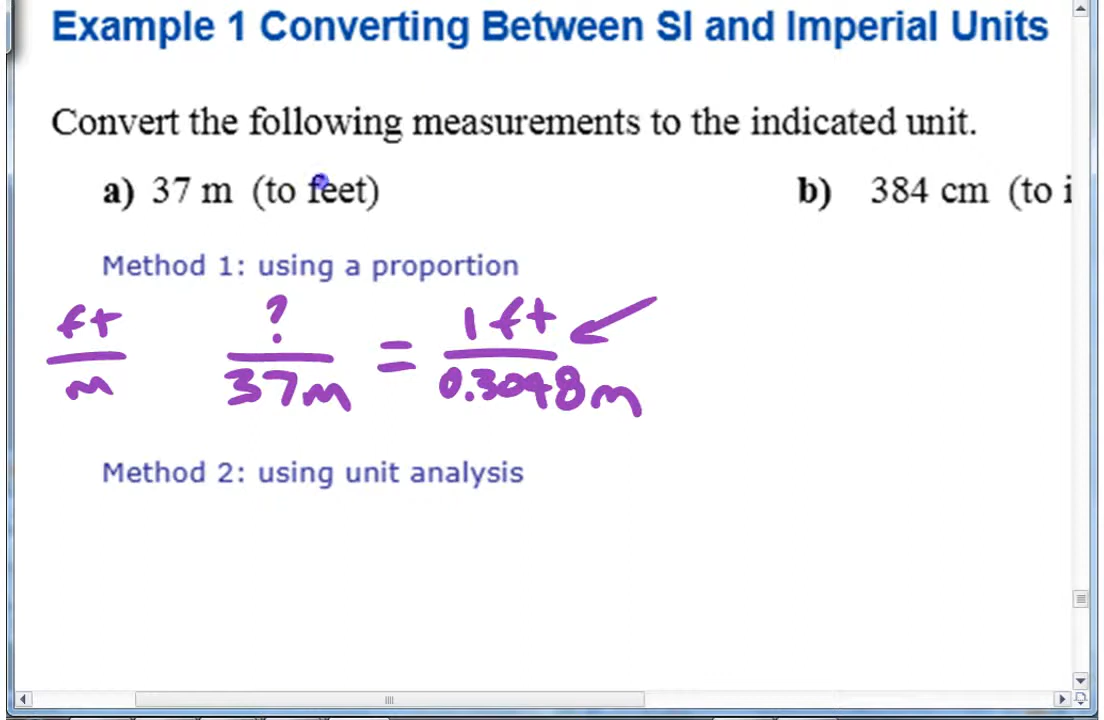 Example 1 Converting Between SI and Imperial Units
Convert the following measurements to the indicated unit.
a) 37 m (to feet)
b) 384 cm (to i
Method 1: using a proportion
ft ? = 1 ft
m 37m 0.3048m
Method 2: using unit analysis